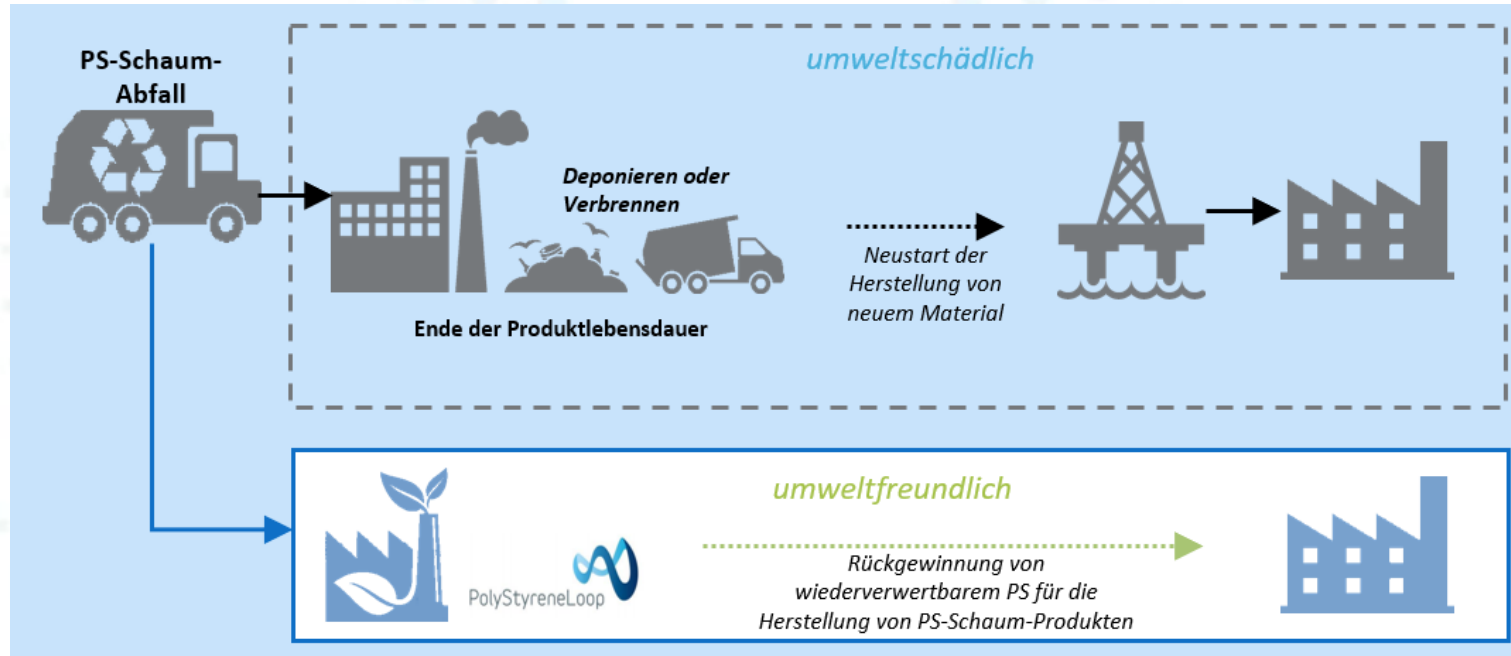 PS-Schaum-
Abfall
umweltschädlich
Deponieren oder
Verbrennen
Neustart der
Herstellung von
neuem Material
Ende der Produktlebensdauer
umweltfreundlich
PolyStyreneLoop
Rückgewinnung von
wiederverwertbarem PS für die
Herstellung von PS-Schaum-Produkten